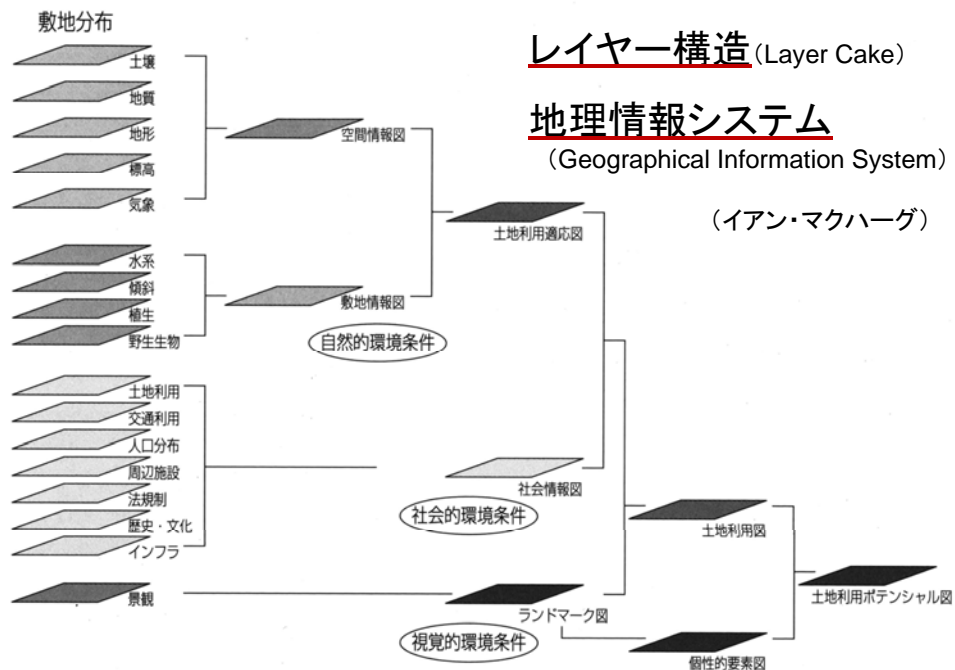 敷地分布
レイヤー構造(Layer Cake)
地理情報システム
(Geographical Information System)
(イアン・マクハーグ)
土壌
地質
地形
標高
気象
空間情報図
土地利用適応図
水系
傾斜
植生
野生生物
敷地情報図
自然的環境条件
土地利用
交通利用
人口分布
周辺施設
法規制
歴史・文化
インフラ
社会情報図
社会的環境条件
土地利用図
景観
ランドマーク図
視覚的環境条件
個性的要素図
土地利用ポテンシャル図